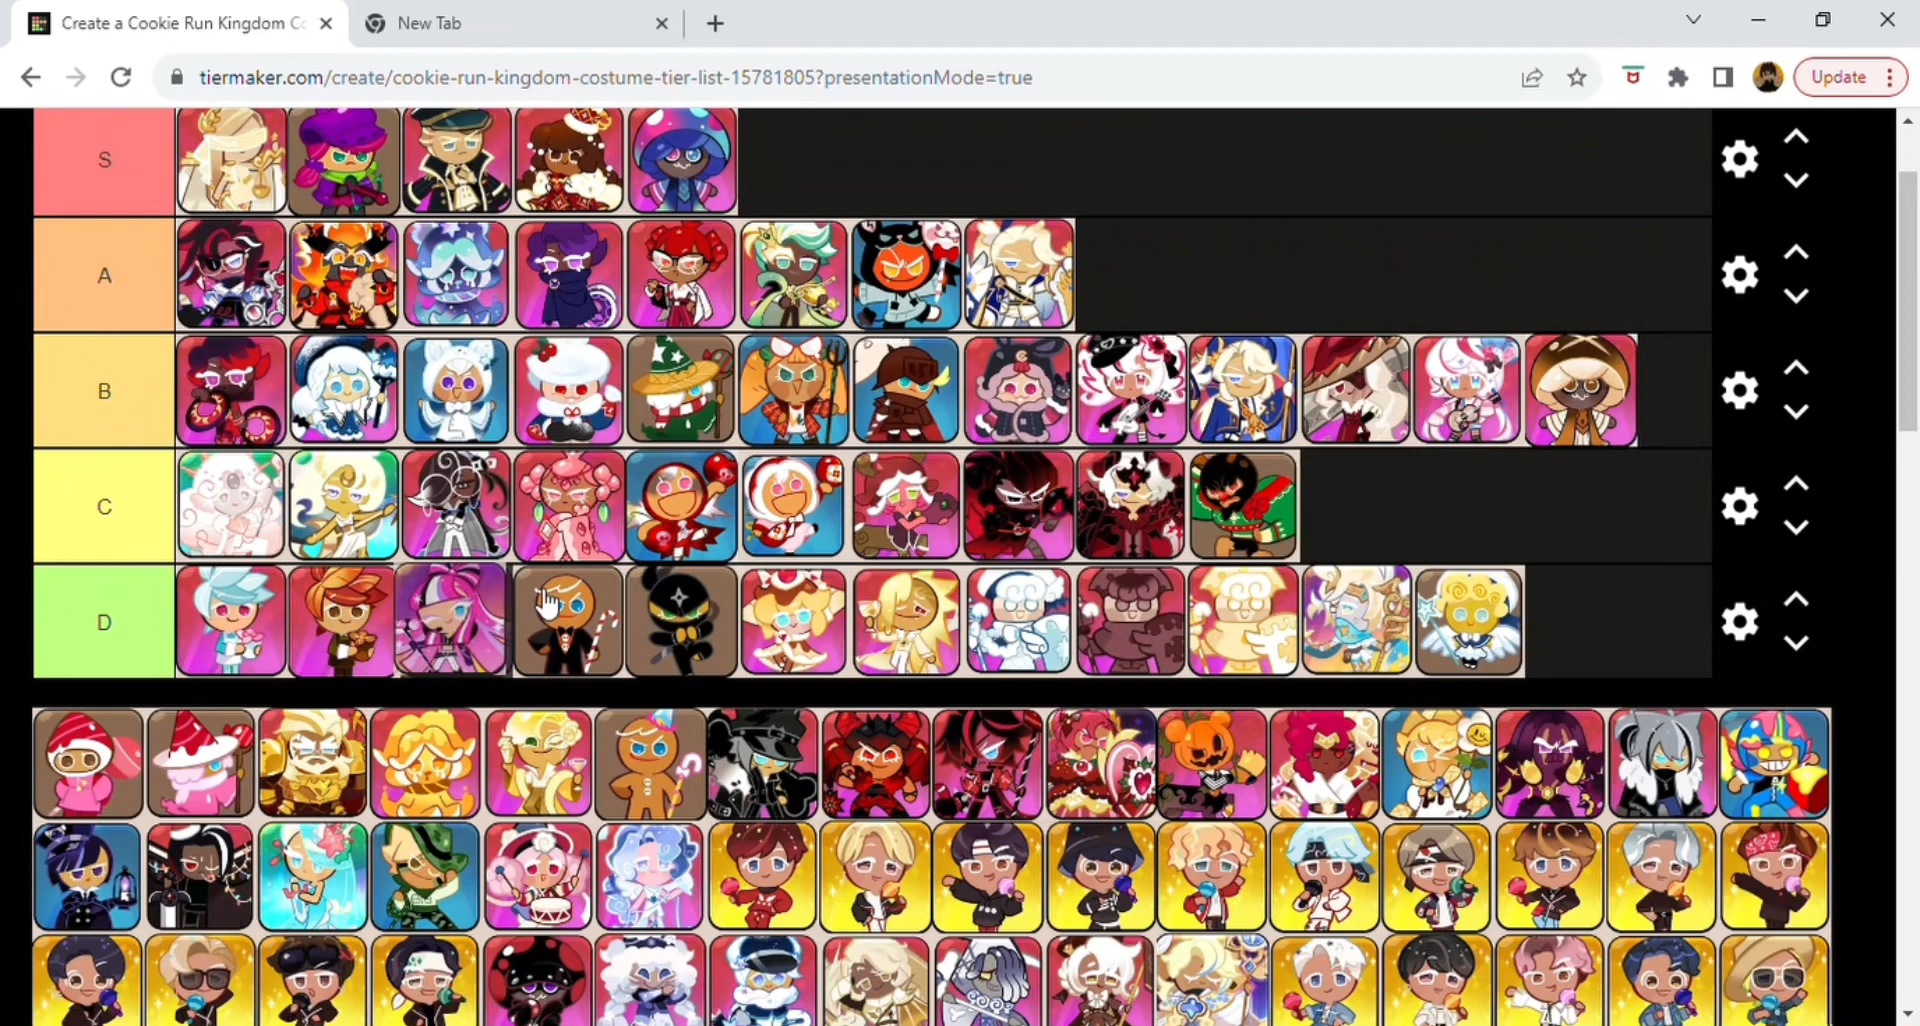 Create a Cookie Run Kingdom Co
New Tab
tiermaker.com/create/cookie-run-kingdom-costume-tier-list-15781805?presentationMode=true
Update
S
A
B
C
D